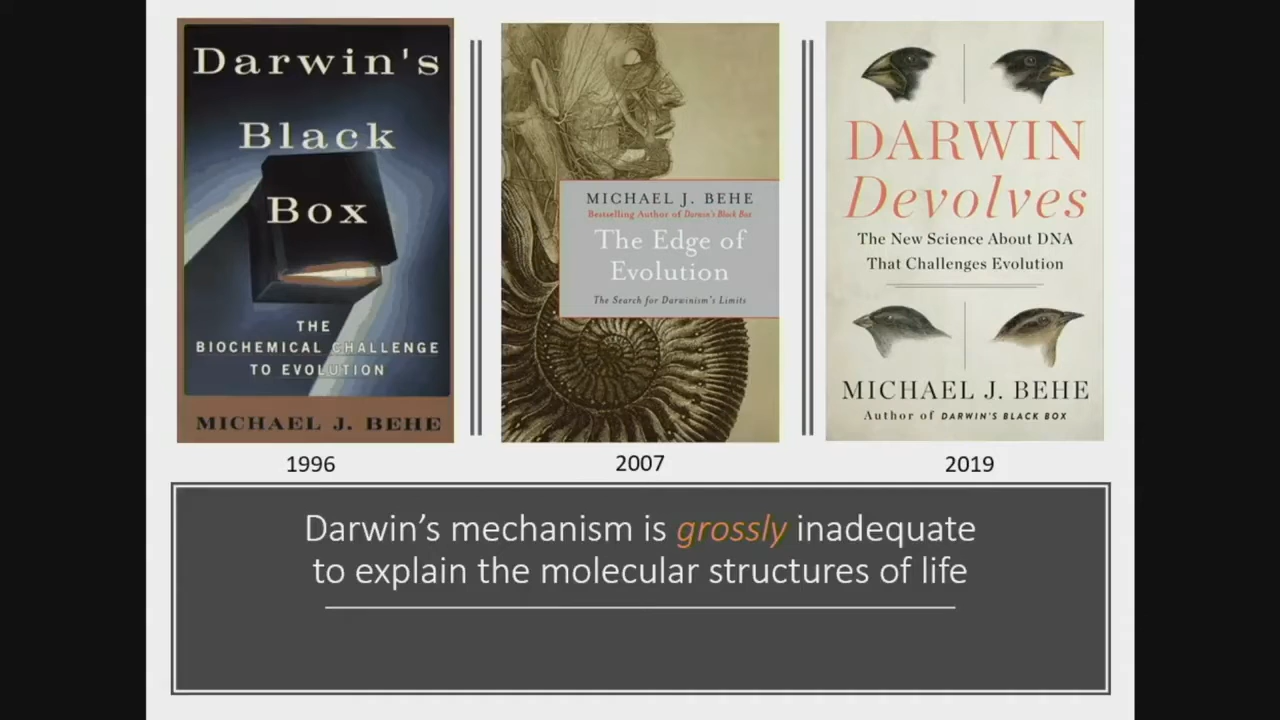 Darwin's
Black
Box
THE
BIOCHEMICAL CHALLENGE
TO EVOLUTION
MICHAEL J. BEHE
1996
MICHAEL J. BEHE
Bestselling Author of Darwin's Black Box
The Edge of
Evolution
The Search for Darwinism's Limits
2007
DARWIN
Devolves
The New Science About DNA
That Challenges Evolution
MICHAEL J. BEHE
Author of DARWIN'S BLACK BOX
2019
Darwin’s mechanism is grossly inadequate
to explain the molecular structures of life